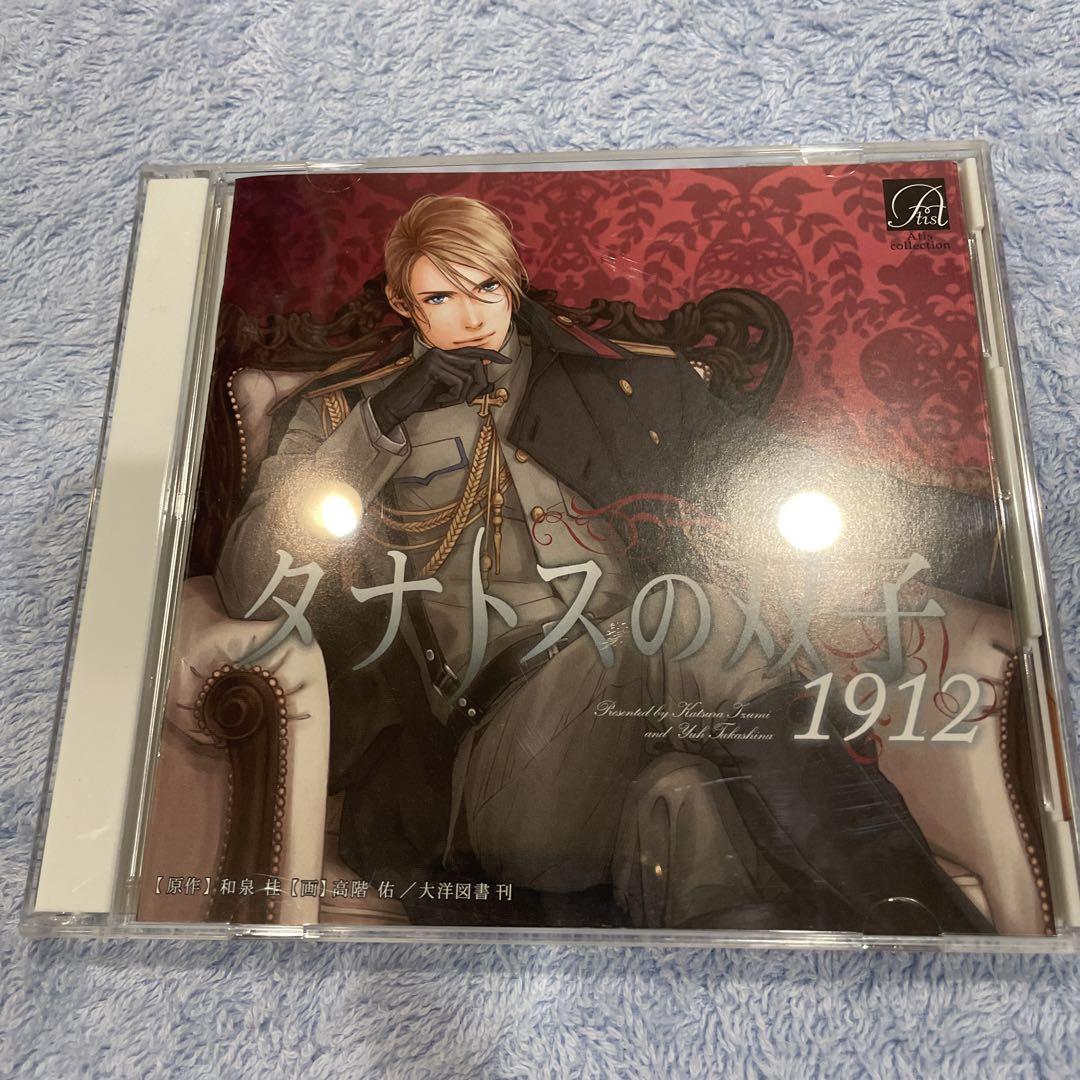 Atis
Atis
collection
タナトスの双子
1912
Presented by Katsura Izumi
and Yuh Takashina
【原作】和泉 桂【画】高階 佑／大洋図書 刊